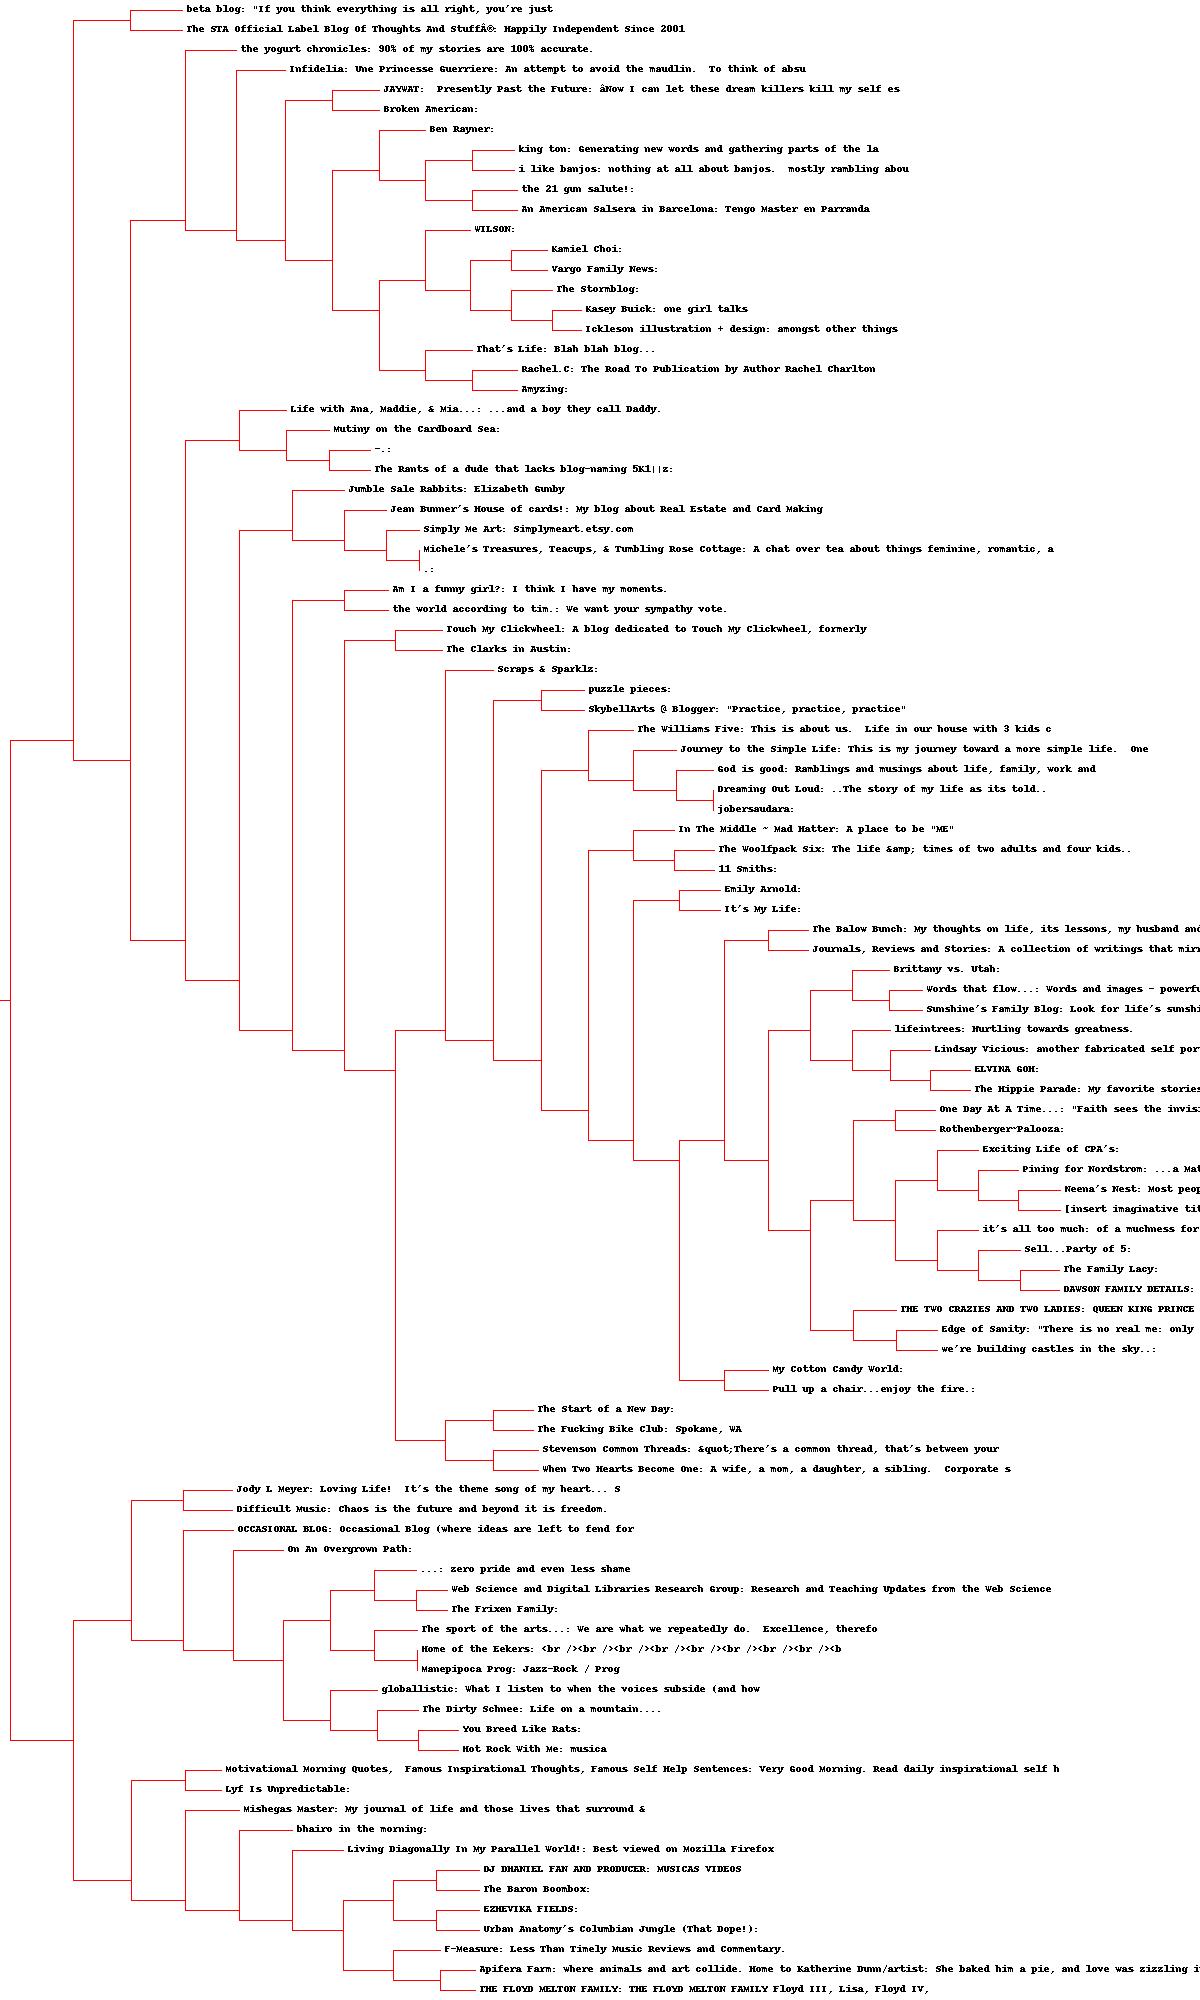 beta blog: "If you think everything is all right, you're just
The STA Official Label Blog Of Thoughts And StuffÂ®: Happily Independent Since 2001
the yogurt chronicles: 90% of my stories are 100% accurate.
Infidelia: Une Princesse Guerriere: An attempt to avoid the maudlin.  To think of absu
JAYWAT:  Presently Past the Future: âNow I can let these dream killers kill my self es
Broken American:
Ben Rayner:
king ton: Generating new words and gathering parts of the la
i like banjos: nothing at all about banjos.  mostly rambling abou
the 21 gun salute!:
An American Salsera in Barcelona: Tengo Master en Parranda
WILSON:
Kamiel Choi:
Vargo Family News:
The Stormblog:
Kasey Buick: one girl talks
Ickleson illustration + design: amongst other things
That's Life: Blah blah blog...
Rachel.C: The Road To Publication by Author Rachel Charlton
Amyzing:
Life with Ana, Maddie, & Mia...: ...and a boy they call Daddy.
Mutiny on the Cardboard Sea:
-.:
The Rants of a dude that lacks blog-naming 5K1||z:
Jumble Sale Rabbits: Elizabeth Gunby
Jean Bunner's House of cards!: My blog about Real Estate and Card Making
Simply Me Art: Simplymeart.etsy.com
Michele's Treasures, Teacups, & Tumbling Rose Cottage: A chat over tea about things feminine, romantic, a
.:
Am I a funny girl?: I think I have my moments.
the world according to tim.: We want your sympathy vote.
Touch My Clickwheel: A blog dedicated to Touch My Clickwheel, formerly
The Clarks in Austin:
Scraps & Sparklz:
puzzle pieces:
SkybellArts @ Blogger: "Practice, practice, practice"
The Williams Five: This is about us.  Life in our house with 3 kids c
Journey to the Simple Life: This is my journey toward a more simple life.  One
God is good: Ramblings and musings about life, family, work and
Dreaming Out Loud: ..The story of my life as its told..
jobersaudara:
In The Middle ~ Mad Hatter: A place to be "ME"
The Woolfpack Six: The life &amp; times of two adults and four kids..
11 Smiths:
Emily Arnold:
It's My Life:
The Balow Bunch: My thoughts on life, its lessons, my husband and
Journals, Reviews and Stories: A collection of writings that mirr
Brittany vs. Utah:
Words that flow...: Words and images - powerfu
Sunshine's Family Blog: Look for life's sunshi
lifeintrees: Hurtling towards greatness.
Lindsay Vicious: another fabricated self por
ELVINA GOH:
The Hippie Parade: My favorite stories
One Day At A Time...: "Faith sees the invisi
Rothenberger~Palooza:
Exciting Life of CPA's:
Pining for Nordstrom: ...a Mat
Neena's Nest: Most peop
[insert imaginative tit
it's all too much: of a muchness for
Sell...Party of 5:
The Family Lacy:
DAWSON FAMILY DETAILS:
THE TWO CRAZIES AND TWO LADIES: QUEEN KING PRINCE
Edge of Sanity: "There is no real me: only
we're building castles in the sky..:
My Cotton Candy World:
Pull up a chair...enjoy the fire.:
The Start of a New Day:
The Fucking Bike Club: Spokane, WA
Stevenson Common Threads: &quot;There's a common thread, that's between your
When Two Hearts Become One: A wife, a mom, a daughter, a sibling.  Corporate s
Jody L Meyer: Loving Life!  It's the theme song of my heart... S
Difficult Music: Chaos is the future and beyond it is freedom.
OCCASIONAL BLOG: Occasional Blog (where ideas are left to fend for
On An Overgrown Path:
...: zero pride and even less shame
Web Science and Digital Libraries Research Group: Research and Teaching Updates from the Web Science
The Frixen Family:
The sport of the arts...: We are what we repeatedly do.  Excellence, therefo
Home of the Eekers: <br /><br /><br /><br /><br /><br /><br /><br /><b
Manepipoca Prog: Jazz-Rock / Prog
globallistic: What I listen to when the voices subside (and how
The Dirty Schnee: Life on a mountain....
You Breed Like Rats:
Hot Rock With Me: musica
Motivational Morning Quotes,  Famous Inspirational Thoughts, Famous Self Help Sentences: Very Good Morning. Read daily inspirational self h
Lyf Is Unpredictable:
Mishegas Master: My journal of life and those lives that surround &
bhairo in the morning:
Living Diagonally In My Parallel World!: Best viewed on Mozilla Firefox
DJ DHANIEL FAN AND PRODUCER: MUSICAS VIDEOS
The Baron Boombox:
EZHEVIKA FIELDS:
Urban Anatomy's Columbian Jungle (That Dope!):
F-Measure: Less Than Timely Music Reviews and Commentary.
Apifera Farm: where animals and art collide. Home to Katherine Dunn/artist: She baked him a pie, and love was zizzling i
THE FLOYD MELTON FAMILY: THE FLOYD MELTON FAMILY Floyd III, Lisa, Floyd IV,